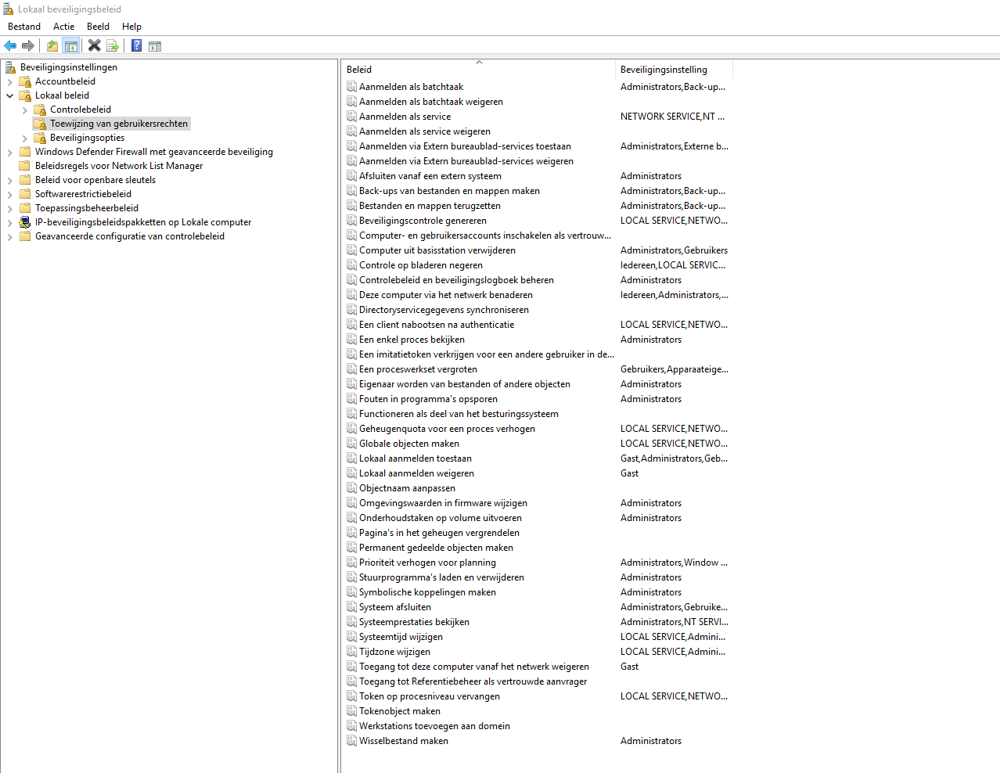 Lokaal beveiligingsbeleid
Bestand Actie Beeld Help
Beveiligingsinstellingen
Accountbeleid
Lokaal beleid
Controlebeleid
Toewijzing van gebruikersrechten
Beveiligingsopties
Windows Defender Firewall met geavanceerde beveiliging
Beleidsregels voor Network List Manager
Beleid voor openbare sleutels
Softwarerestrictiebeleid
Toepassingsbeheerbeleid
IP-beveiligingsbeleidspakketten op Lokale computer
Geavanceerde configuratie van controlebeleid
Beleid Beveiligingsinstelling
Aanmelden als batchtaak Administrators,Back-up...
Aanmelden als batchtaak weigeren
Aanmelden als service NETWORK SERVICE,NT ...
Aanmelden als service weigeren
Aanmelden via Extern bureaublad-services toestaan Administrators,Externe b...
Aanmelden via Extern bureaublad-services weigeren
Afsluiten vanaf een extern systeem Administrators
Back-ups van bestanden en mappen maken Administrators,Back-up...
Bestanden en mappen terugzetten Administrators,Back-up...
Beveiligingscontrole genereren LOCAL SERVICE,NETWO...
Computer- en gebruikersaccounts inschakelen als vertrouw...
Computer uit basisstation verwijderen Administrators,Gebruikers
Controle op bladeren negeren Iedereen,LOCAL SERVIC...
Controlebeleid en beveiligingslogboek beheren Administrators
Deze computer via het netwerk benaderen Iedereen,Administrators,...
Directoryservicegegevens synchroniseren
Een client nabootsen na authenticatie LOCAL SERVICE,NETWO...
Een enkel proces bekijken Administrators
Een imitatietoken verkrijgen voor een andere gebruiker in de...
Een proceswerkset vergroten Gebruikers,Apparaateige...
Eigenaar worden van bestanden of andere objecten Administrators
Fouten in programma's opsporen Administrators
Functioneren als deel van het besturingssysteem
Geheugenquota voor een proces verhogen LOCAL SERVICE,NETWO...
Globale objecten maken LOCAL SERVICE,NETWO...
Lokaal aanmelden toestaan Gast,Administrators,Geb...
Lokaal aanmelden weigeren Gast
Objectnaam aanpassen
Omgevingswaarden in firmware wijzigen Administrators
Onderhoudstaken op volume uitvoeren Administrators
Pagina's in het geheugen vergrendelen
Permanent gedeelde objecten maken
Prioriteit verhogen voor planning Administrators,Window ...
Stuurprogramma's laden en verwijderen Administrators
Symbolische koppelingen maken Administrators
Systeem afsluiten Administrators,Gebruike...
Systeemprestaties bekijken Administrators,NT SERVI...
Systeemtijd wijzigen LOCAL SERVICE,Admini...
Tijdzone wijzigen LOCAL SERVICE,Admini...
Toegang tot deze computer vanaf het netwerk weigeren Gast
Toegang tot Referentiebeheer als vertrouwde aanvrager
Token op procesniveau vervangen LOCAL SERVICE,NETWO...
Tokenobject maken
Werkstations toevoegen aan domein
Wisselbestand maken Administrators